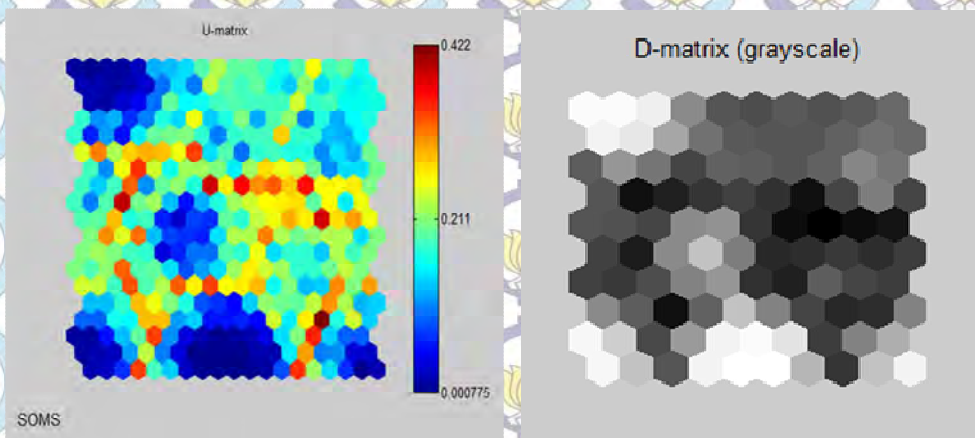 U-matrix
0.422
0.211
0.000775
SOMS
D-matrix (grayscale)